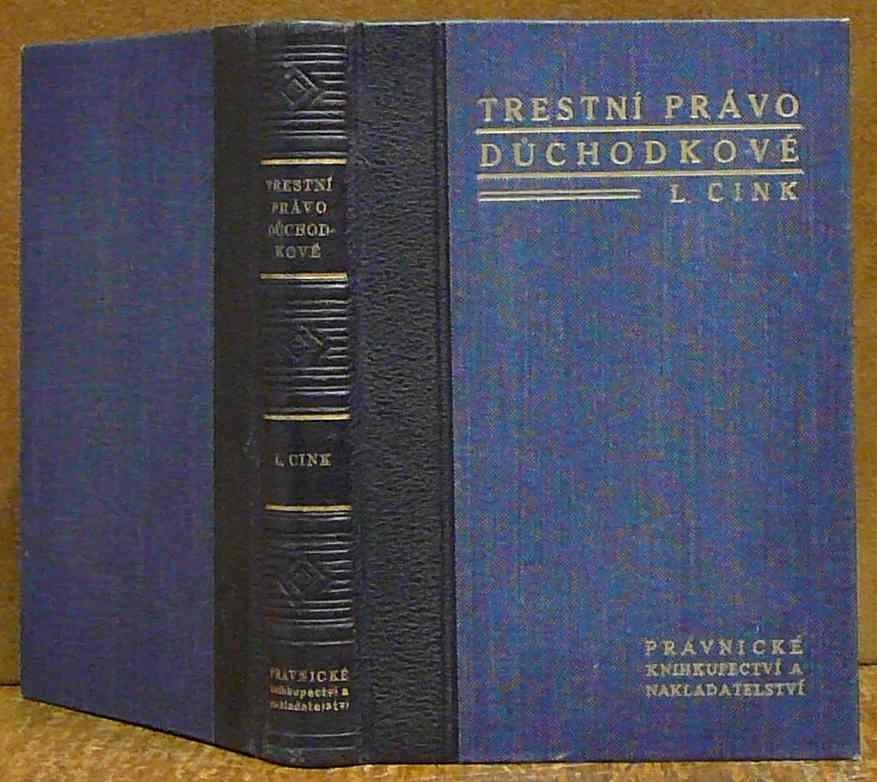 TRESTNÍ
PRÁVO
DŮCHOD-
KOVÉ
L. CINK
PRÁVNICKÉ
knihkupectví a
nakladatelství
TRESTNÍ PRÁVO
DŮCHODKOVÉ
L. CINK
PRÁVNICKÉ
KNIHKUPECTVÍ A
NAKLADATELSTVÍ